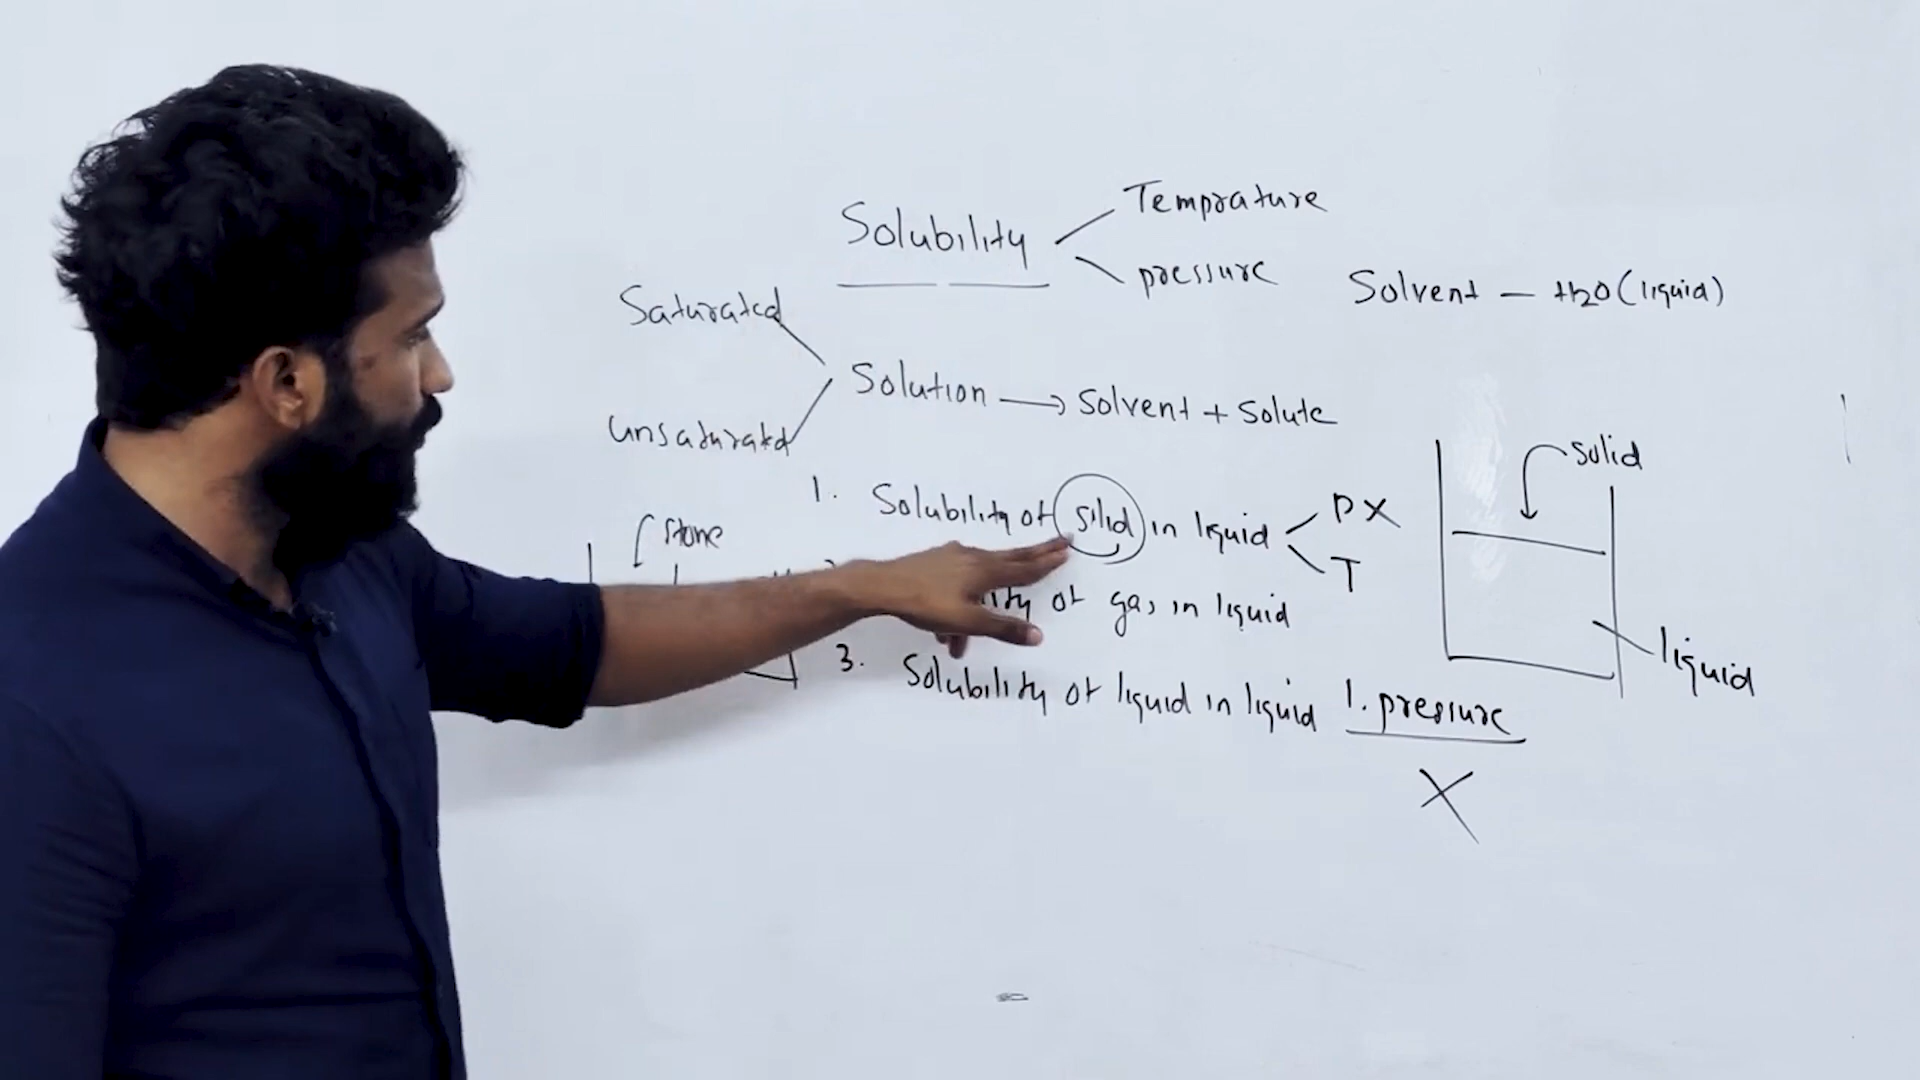 Temprature
Solubility
pressure
Solvent – H2O (liquid)
Saturated
Solution → Solvent + Solute
Unsaturated
Solid
1. Solubility of solid in liquid P X
T
Stone
of gas in liquid
3. Solubility of liquid in liquid 1. pressure
liquid
X